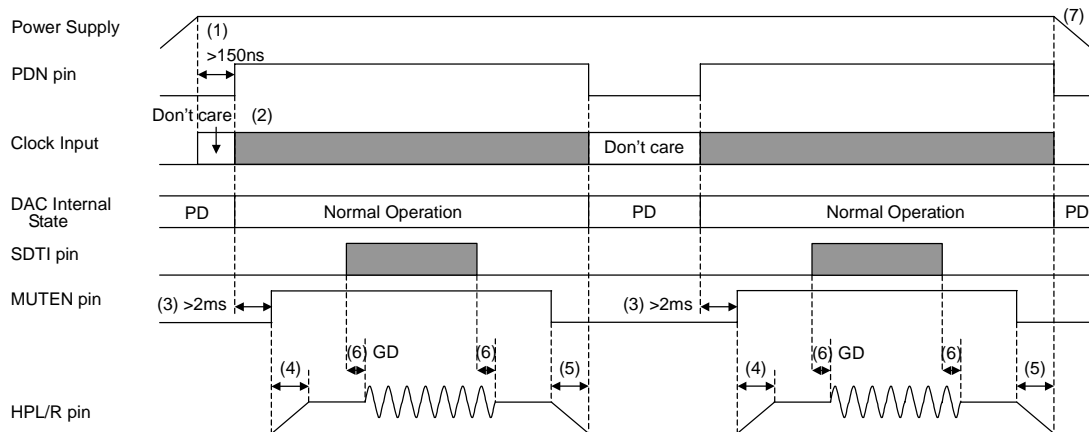 Power Supply
(1)
(7)
>150ns
PDN pin
Don't care
(2)
Clock Input
Don't care
DAC Internal
State
PD
Normal Operation
PD
Normal Operation
PD
SDTI pin
MUTEN pin
(3) >2ms
(3) >2ms
(4)
(6) GD
(6)
(5)
(4)
(6) GD
(6)
(5)
HPL/R pin